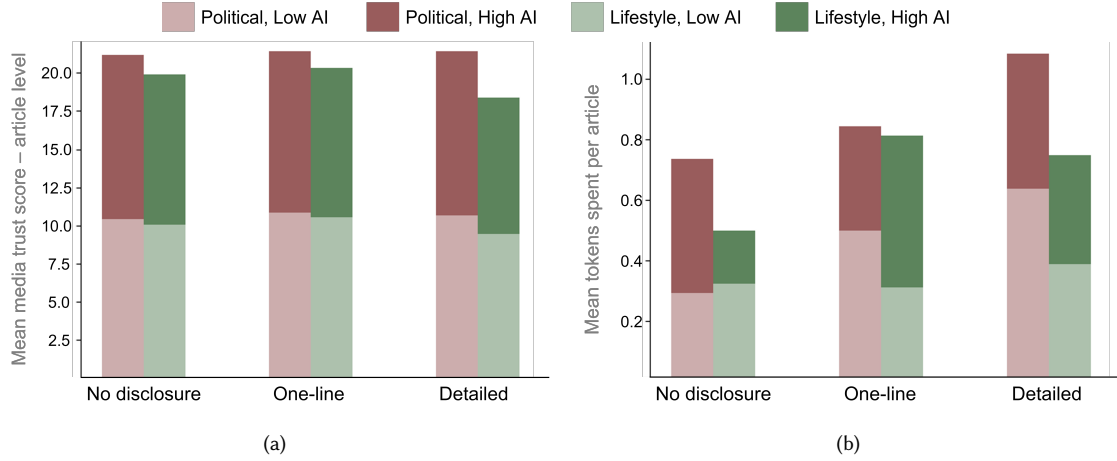 Political, Low AI
Political, High AI
Lifestyle, Low AI
Lifestyle, High AI
Mean media trust score – article level
20.0
17.5
15.0
12.5
10.0
7.5
5.0
2.5
No disclosure
One-line
Detailed
(a)
Mean tokens spent per article
1.0
0.8
0.6
0.4
0.2
No disclosure
One-line
Detailed
(b)